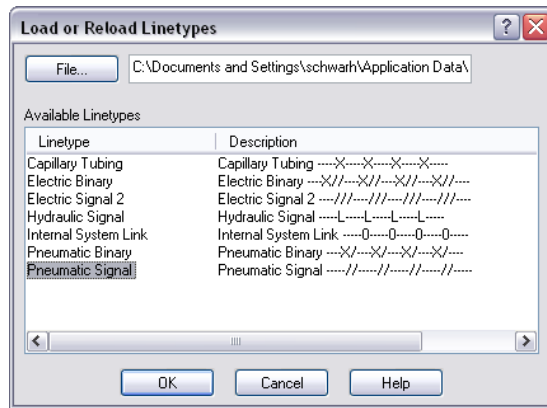 Load or Reload Linetypes
File... C:\Documents and Settings\schwarh\Application Data\
Available Linetypes
Linetype Description
Capillary Tubing Capillary Tubing ----X----X----X----X-----
Electric Binary Electric Binary ---X//---X//---X//---X//----
Electric Signal 2 Electric Signal 2 ----///----///----///----///----
Hydraulic Signal Hydraulic Signal -----L-----L-----L-----L-----
Internal System Link Internal System Link -----0-----0-----0-----0-----
Pneumatic Binary Pneumatic Binary ---X/---X/---X/---X/----
Pneumatic Signal Pneumatic Signal -----//-----//-----//-----//-----
OK Cancel Help